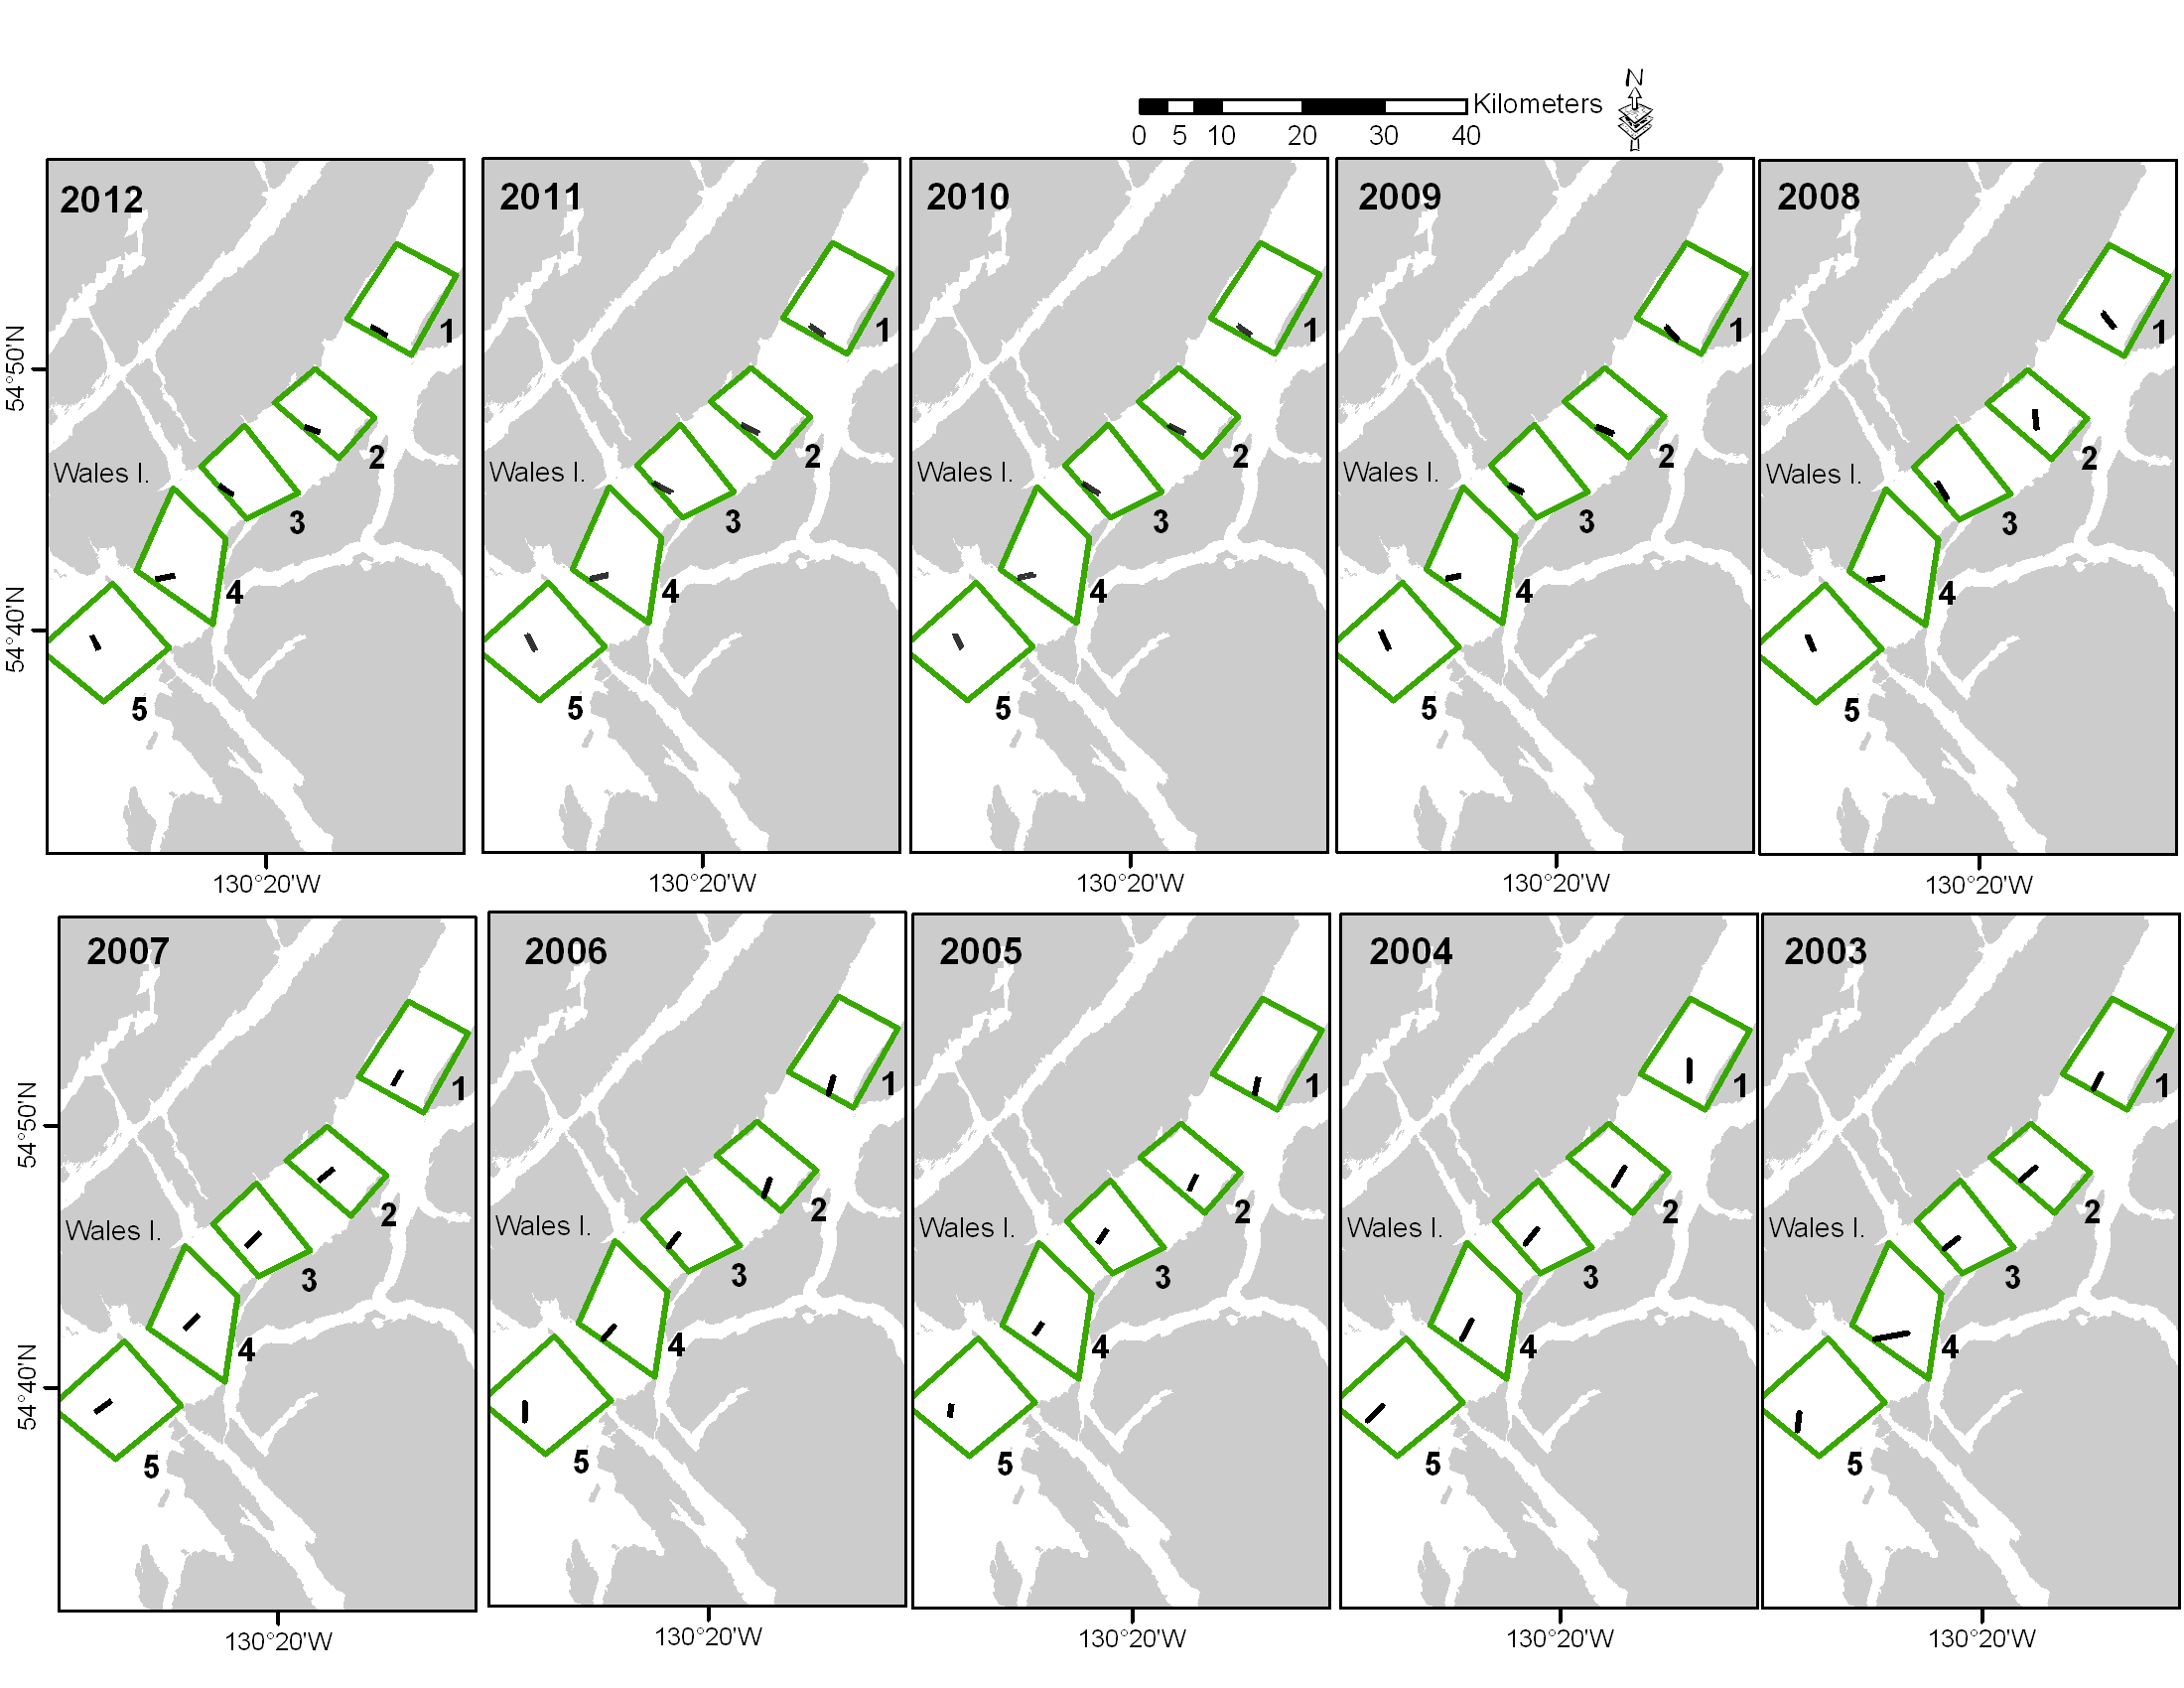 N
Kilometers
0 5 10 20 30 40
2012 2011 2010 2009 2008
1 1 1 1 1
54°50'N
2 2 2 2 2
Wales I. Wales I. Wales I. Wales I. Wales I.
3 3 3 3 3
4 4 4 4 4
54°40'N
5 5 5 5 5
130°20'W 130°20'W 130°20'W 130°20'W 130°20'W
2007 2006 2005 2004 2003
1 1 1 1 1
54°50'N
2 2 2 2 2
Wales I. Wales I. Wales I. Wales I. Wales I.
3 3 3 3 3
4 4 4 4 4
54°40'N
5 5 5 5 5
130°20'W 130°20'W 130°20'W 130°20'W 130°20'W